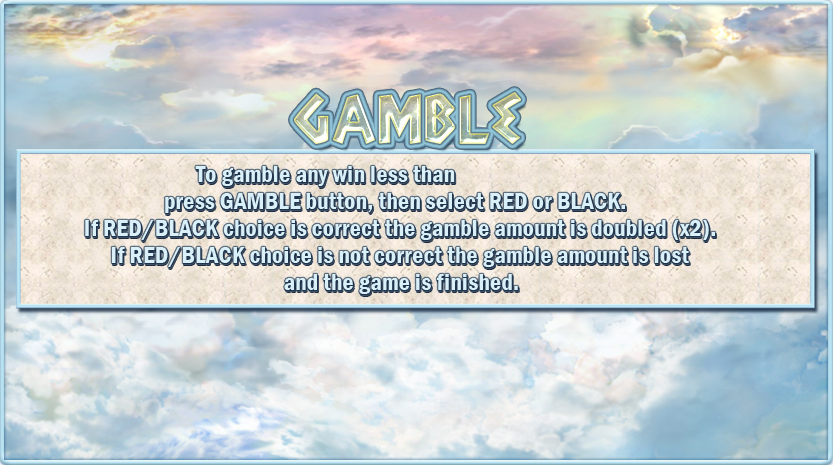 GAMBLE
To gamble any win less than
press GAMBLE button, then select RED or BLACK.
If RED/BLACK choice is correct the gamble amount is doubled (x2).
If RED/BLACK choice is not correct the gamble amount is lost
and the game is finished.